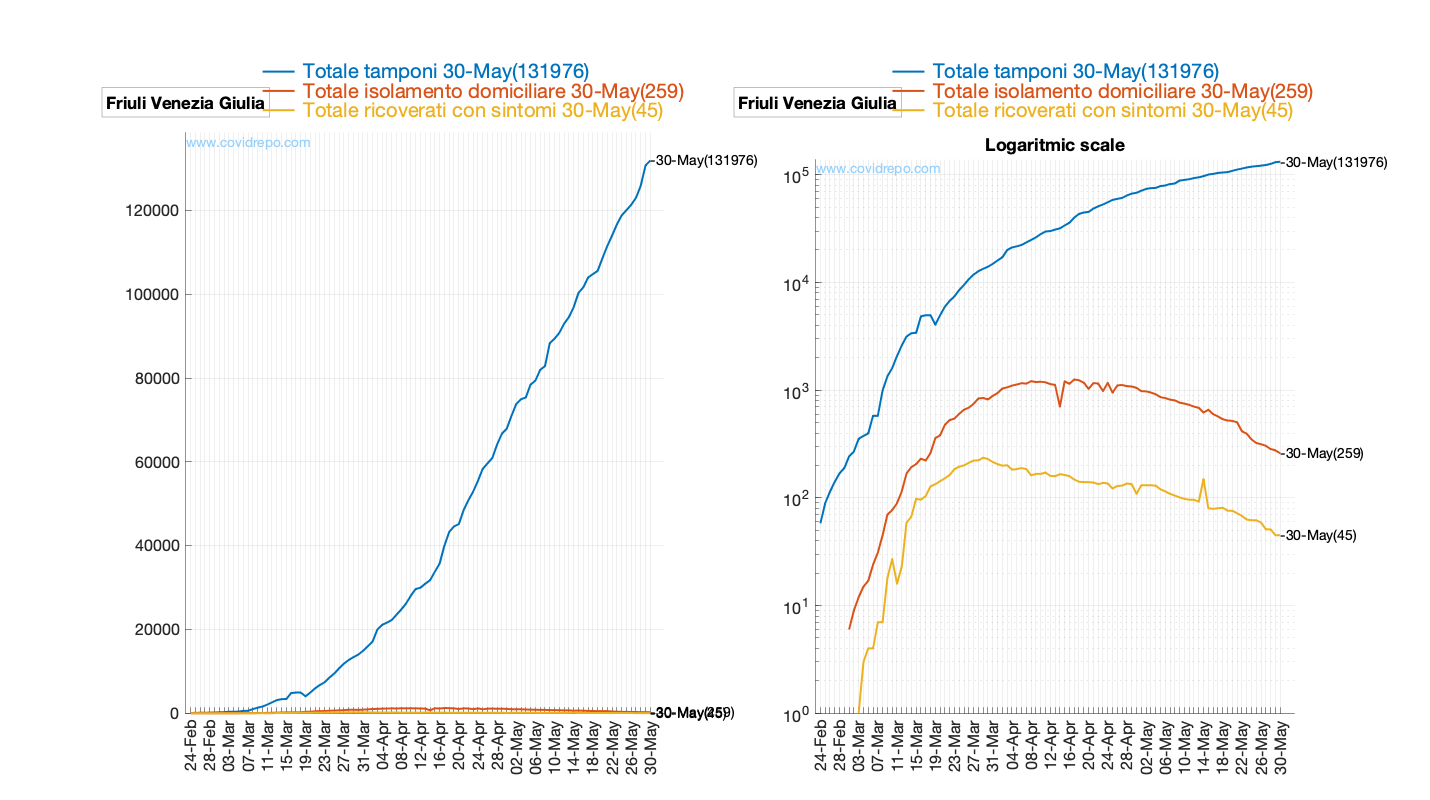 Totale tamponi 30-May(131976)
Totale isolamento domiciliare 30-May(259)
Totale ricoverati con sintomi 30-May(45)
Friuli Venezia Giulia
www.covidrepo.com
30-May(131976)
120000
100000
80000
60000
40000
20000
0
30-May(259)
30-May(45)
24-Feb
28-Feb
03-Mar
07-Mar
11-Mar
15-Mar
19-Mar
23-Mar
27-Mar
31-Mar
04-Apr
08-Apr
12-Apr
16-Apr
20-Apr
24-Apr
28-Apr
02-May
06-May
10-May
14-May
18-May
22-May
26-May
30-May
Totale tamponi 30-May(131976)
Totale isolamento domiciliare 30-May(259)
Totale ricoverati con sintomi 30-May(45)
Friuli Venezia Giulia
Logaritmic scale
www.covidrepo.com
30-May(131976)
10^5
10^4
10^3
30-May(259)
10^2
30-May(45)
10^1
10^0
24-Feb
28-Feb
03-Mar
07-Mar
11-Mar
15-Mar
19-Mar
23-Mar
27-Mar
31-Mar
04-Apr
08-Apr
12-Apr
16-Apr
20-Apr
24-Apr
28-Apr
02-May
06-May
10-May
14-May
18-May
22-May
26-May
30-May